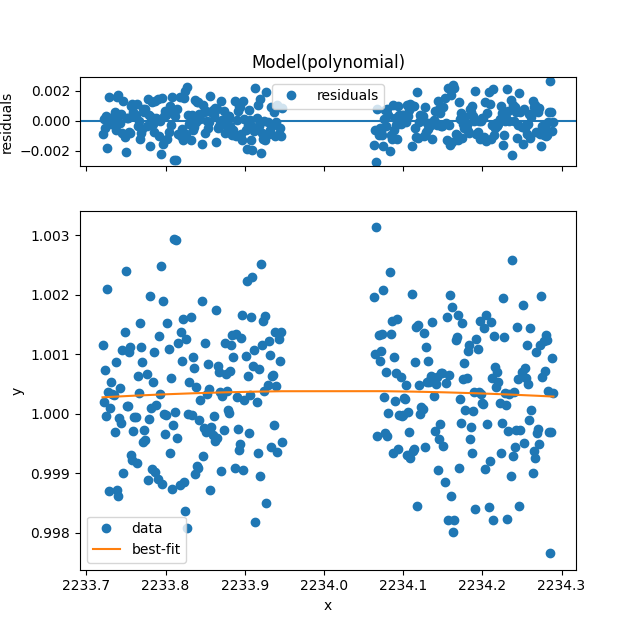 Model(polynomial)
residuals
0.002
0.000
−0.002
residuals
1.003
1.002
1.001
1.000
0.999
0.998
y
data
best-fit
2233.7 2233.8 2233.9 2234.0 2234.1 2234.2 2234.3
x